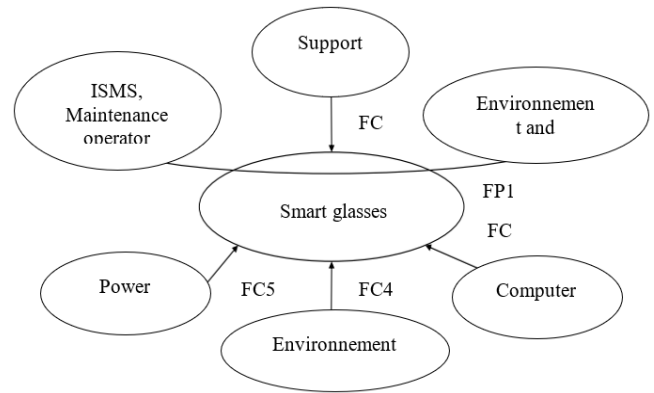 Support
ISMS,
Maintenance
operator
Environnemen
t and
FC
FP1
Smart glasses
FC
Power
FC5
FC4
Computer
Environnement